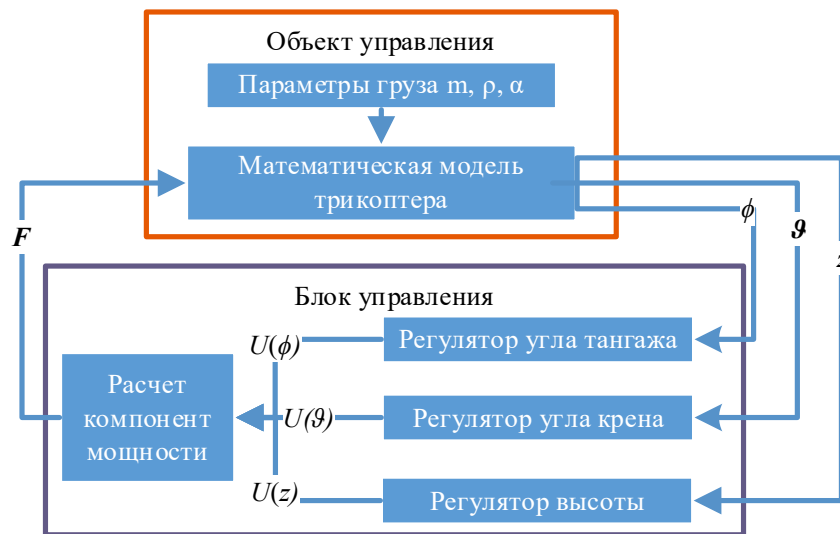 Объект управления
Параметры груза m, ρ, α
Математическая модель
трикоптера
F
ϕ
ϑ
z
Блок управления
U(ϕ)
Регулятор угла тангажа
Расчет
компонент
мощности
U(ϑ)
Регулятор угла крена
U(z)
Регулятор высоты